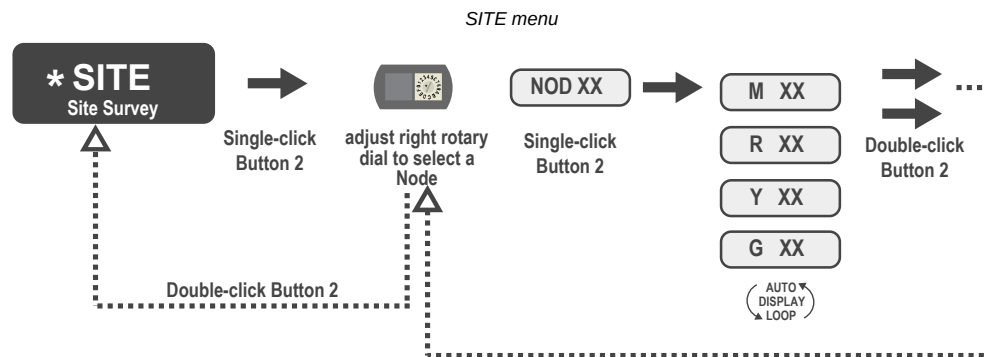 SITE menu
* SITE
Site Survey
Single-click
Button 2
adjust right rotary
dial to select a
Node
NOD XX
Single-click
Button 2
M XX
R XX
Y XX
G XX
AUTO
DISPLAY
LOOP
Double-click
Button 2
Double-click Button 2